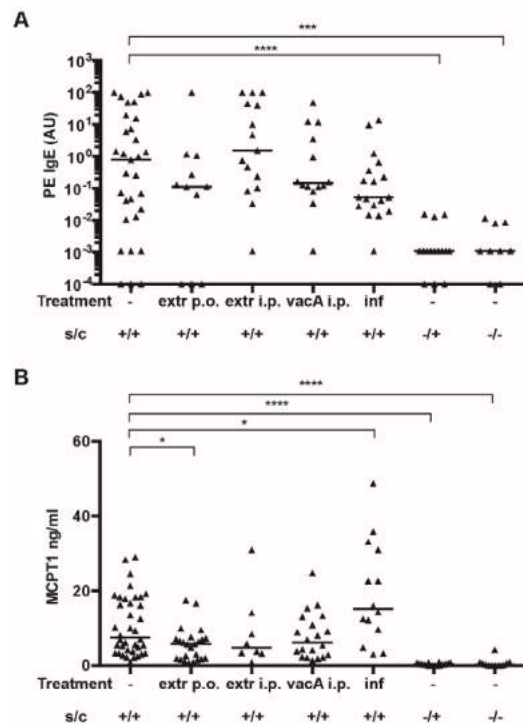 A
***
****
PE IgE (AU)
10³
10²
10¹
10⁰
10⁻¹
10⁻²
10⁻³
10⁻⁴
Treatment - extr p.o. extr i.p. vacA i.p. inf - -
s/c +/+ +/+ +/+ +/+ +/+ -/+ -/-
B
****
****
*
*
MCPT1 ng/ml
60
40
20
0
Treatment - extr p.o. extr i.p. vacA i.p. inf - -
s/c +/+ +/+ +/+ +/+ +/+ -/+ -/-